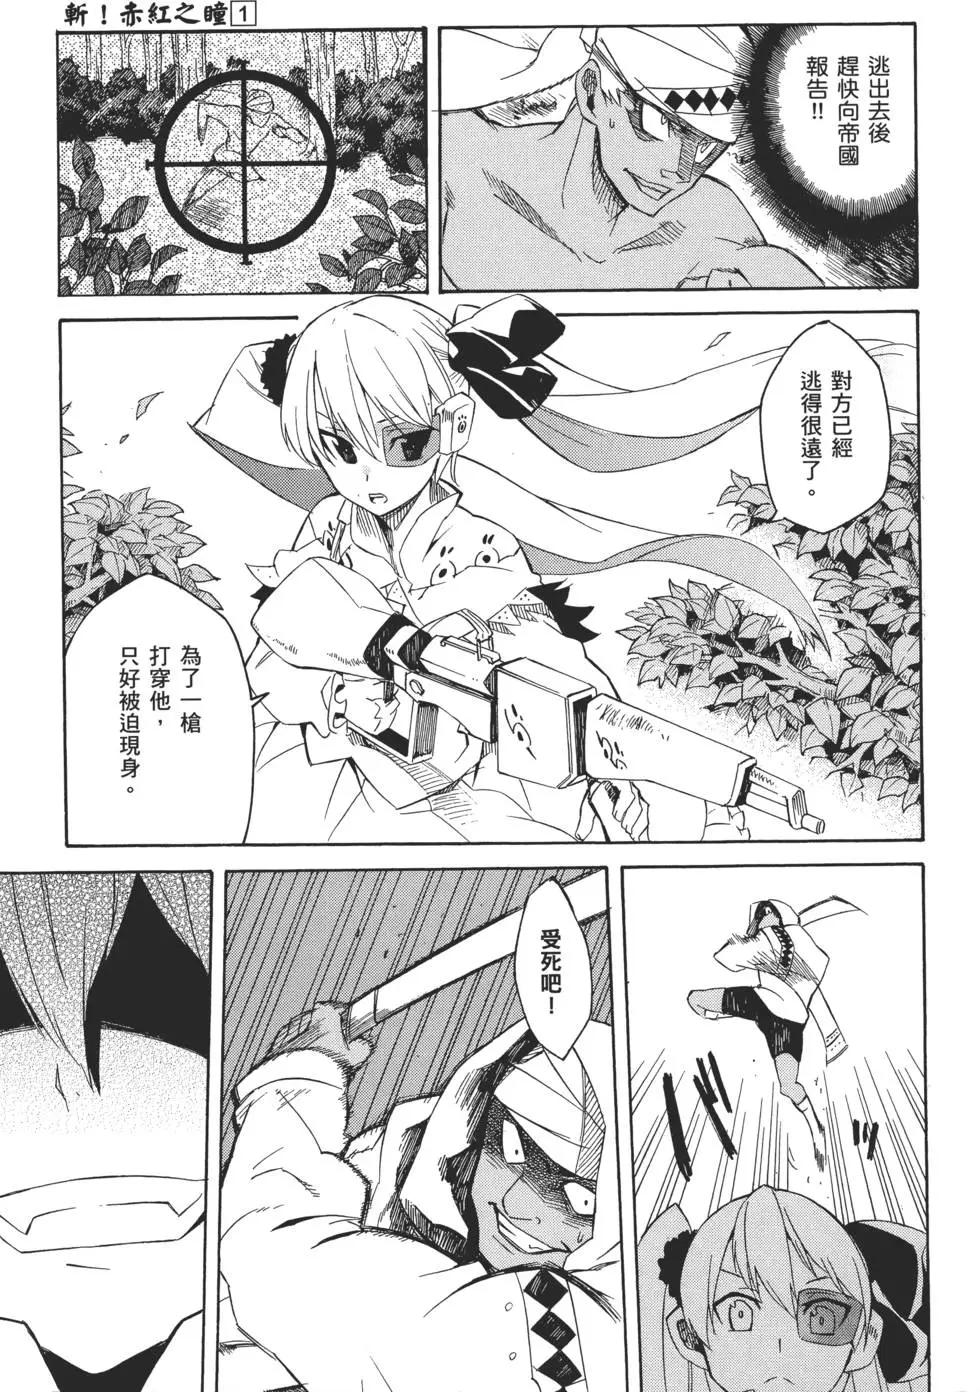 斬！赤紅之瞳 1
逃出去後
趕快向帝國
報告!!
對方已經
逃得很遠了。
為了一槍
打穿他，
只好被迫現身。
受死吧！